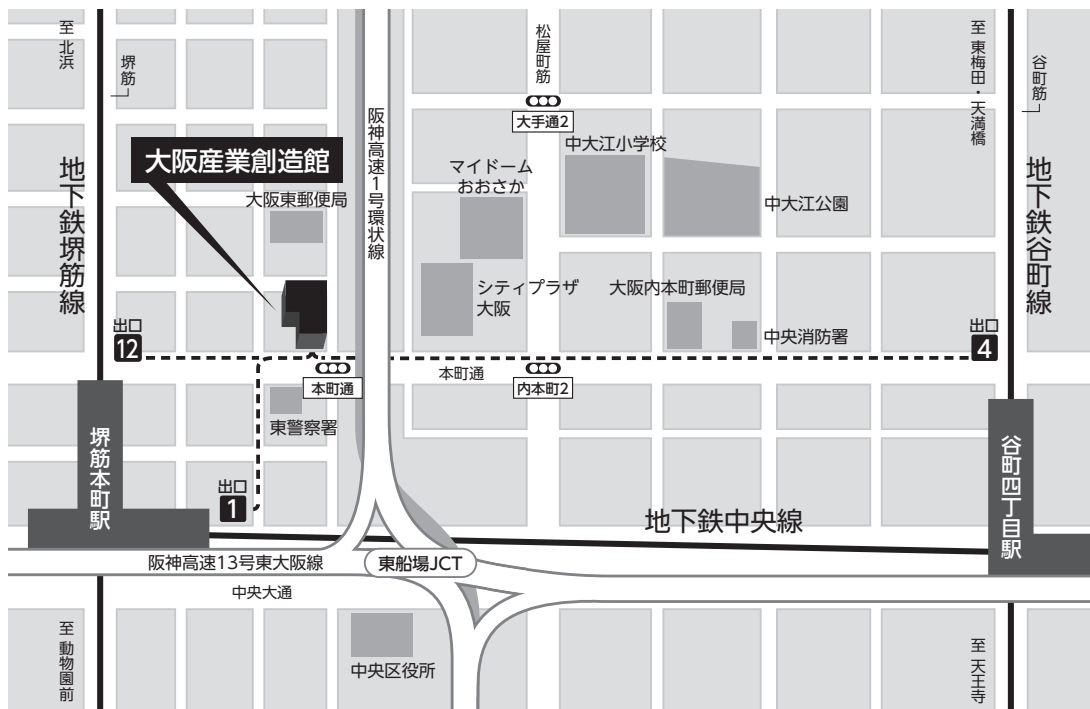 至 北浜
堺筋
地下鉄堺筋線
大阪産業創造館
大阪東郵便局
阪神高速1号環状線
松屋町筋
大手通2
中大江小学校
マイドーム
おおさか
中大江公園
シティプラザ
大阪
大阪内本町郵便局
中央消防署
至 東梅田・天満橋
谷町筋
地下鉄谷町線
出口
12
出口
4
本町通
本町通
内本町2
東警察署
出口
1
堺筋本町駅
谷町四丁目駅
地下鉄中央線
阪神高速13号東大阪線
東船場JCT
中央大通
至 動物園前
中央区役所
至 天王寺